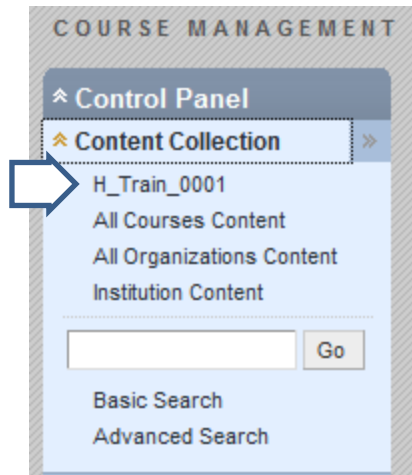 COURSE MANAGEMENT
Control Panel
Content Collection
H_Train_0001
All Courses Content
All Organizations Content
Institution Content
Go
Basic Search
Advanced Search